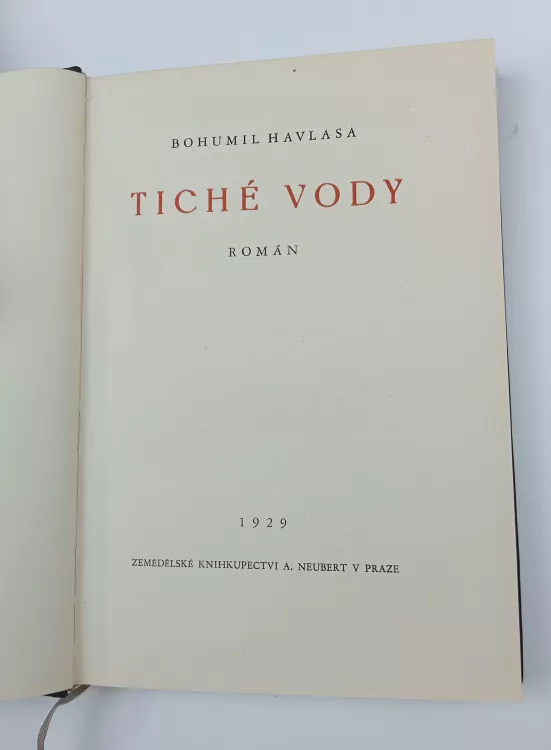 BOHUMIL HAVLASA
TICHÉ VODY
ROMÁN
1929
ZEMĚDĚLSKÉ KNIHKUPECTVÍ A. NEUBERT V PRAZE